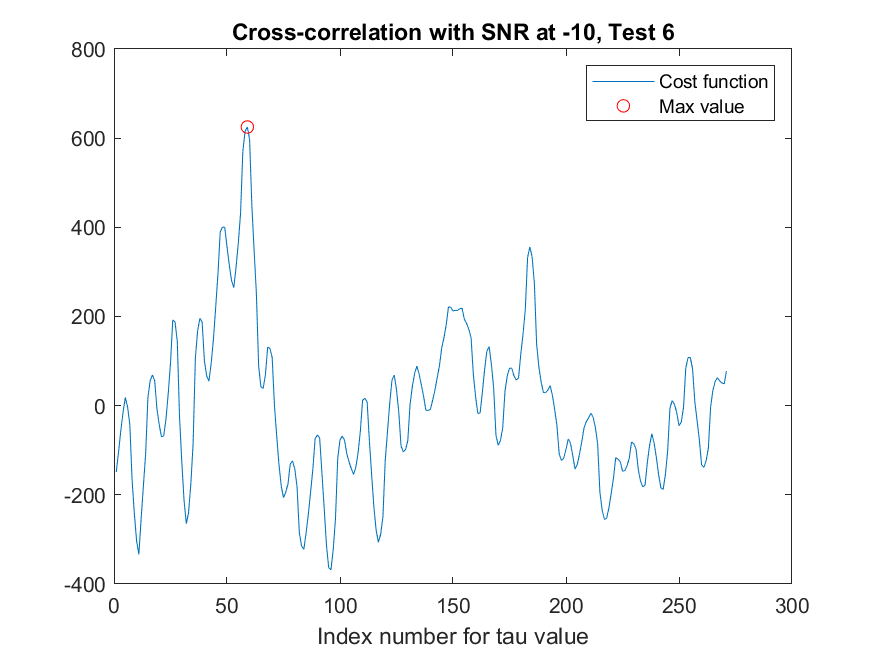 Cross-correlation with SNR at -10, Test 6
800
600
400
200
0
-200
-400
0 50 100 150 200 250 300
Index number for tau value
Cost function
Max value